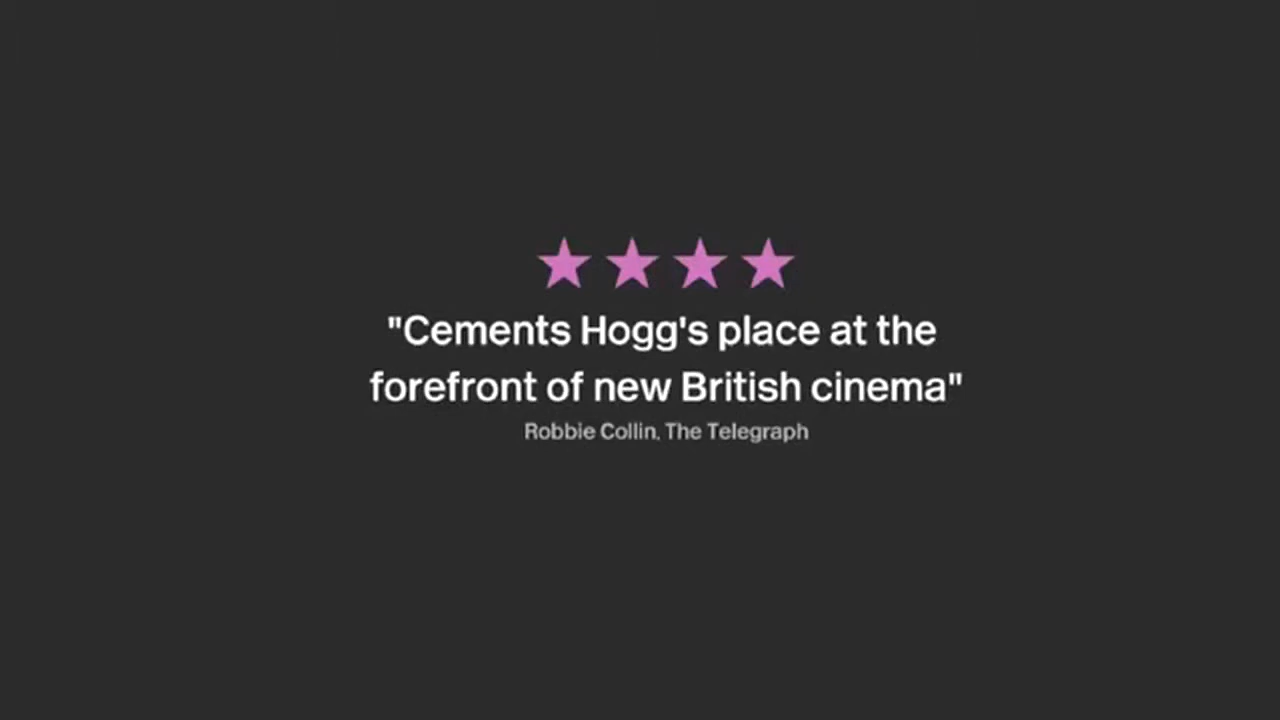 "Cements Hogg's place at the
forefront of new British cinema"
Robbie Collin, The Telegraph